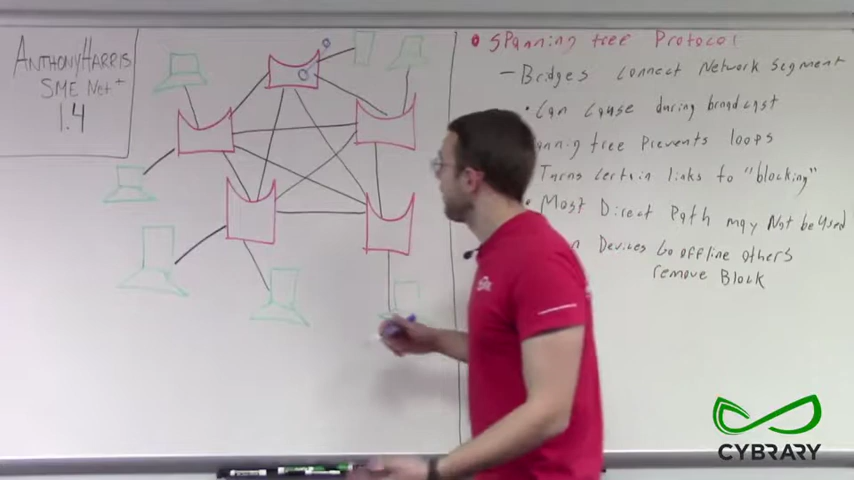 AnthonyHarris
SME Net+
1.4
Spanning tree Protocol
- Bridges connect Network Segment
Can cause during broadcast
anning tree Prevents loops
Turns certain links to "blocking"
Most Direct Path may Not be Used
n Devices Go offline others
remove Block
CYBRARY